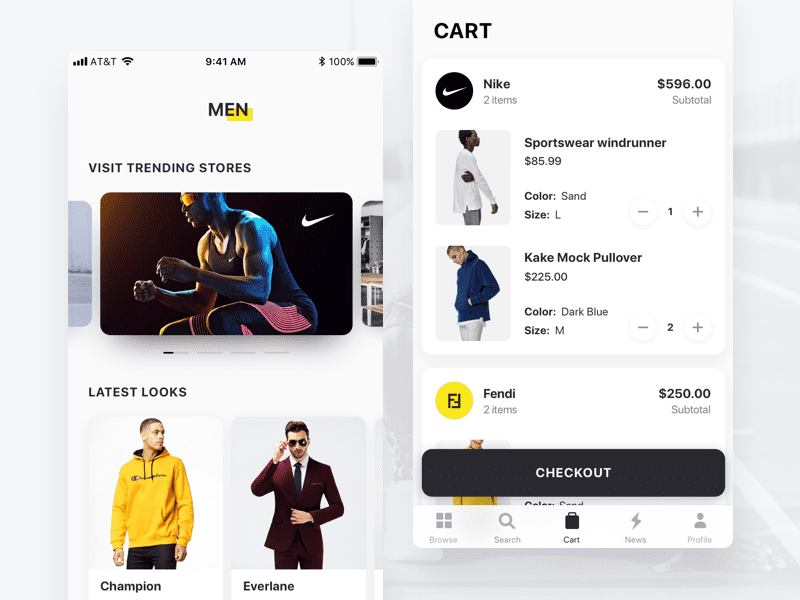 AT&T 9:41 AM 100%
MEN
VISIT TRENDING STORES
LATEST LOOKS
Champion
Champion
Everlane
CART
Nike $596.00
2 items Subtotal
Sportswear windrunner
$85.99
Color: Sand
Size: L 1
Kake Mock Pullover
$225.00
Color: Dark Blue
Size: M 2
Fendi $250.00
2 items Subtotal
CHECKOUT
Color: Sand
Browse Search Cart News Profile